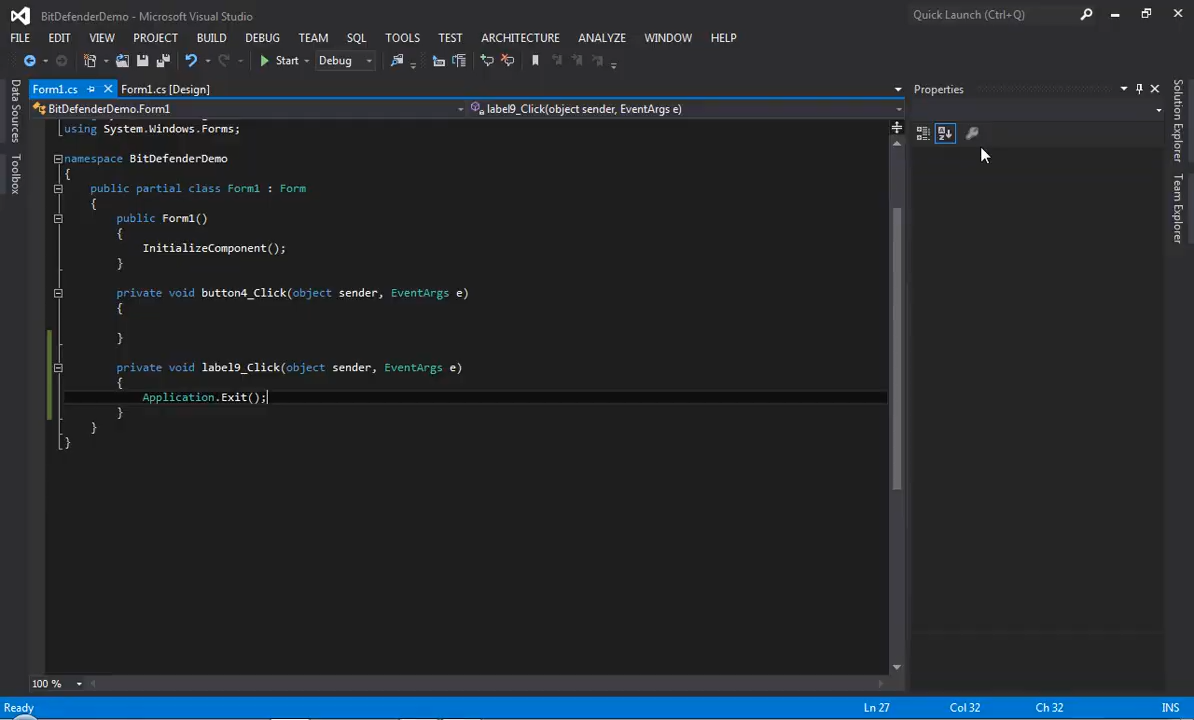 BitDefenderDemo - Microsoft Visual Studio
Quick Launch (Ctrl+Q)
FILE EDIT VIEW PROJECT BUILD DEBUG TEAM SQL TOOLS TEST ARCHITECTURE ANALYZE WINDOW HELP
Start Debug
Form1.cs Form1.cs [Design]
Properties
BitDefenderDemo.Form1 label9_Click(object sender, EventArgs e)
Data Sources
Toolbox
Solution Explorer
Team Explorer
using System.Windows.Forms;
namespace BitDefenderDemo
{
public partial class Form1 : Form
{
public Form1()
{
InitializeComponent();
}
private void button4_Click(object sender, EventArgs e)
{
}
private void label9_Click(object sender, EventArgs e)
{
Application.Exit();
}
}
}
100 %
Ready Ln 27 Col 32 Ch 32 INS